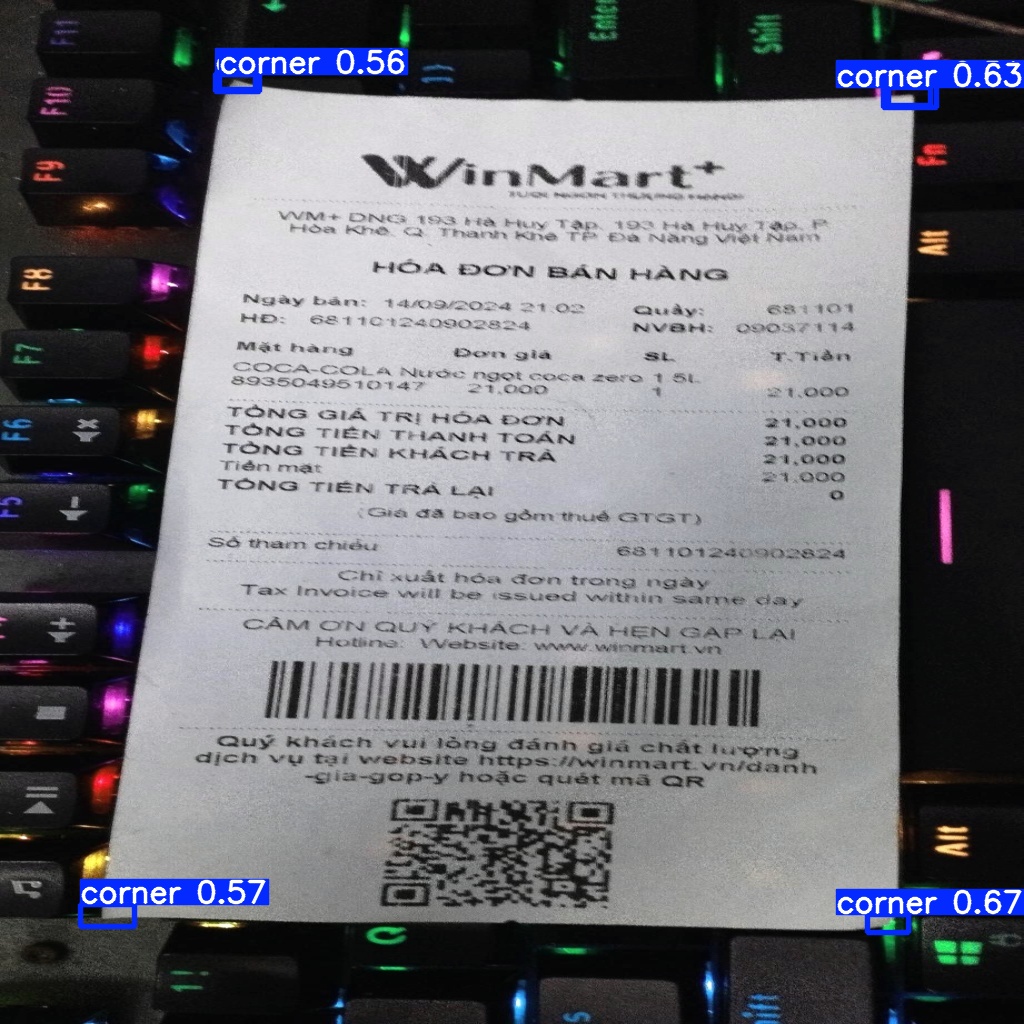 corner 0.56
corner 0.63
WinMart+
WM+ DNG 193 Hà Huy Tập, 193 Hà Huy Tập, P.
Hòa Khê, Q. Thanh Khê TP. Đà Nẵng Việt Nam
HÓA ĐƠN BÁN HÀNG
Ngày bán: 14/09/2024 21:02 Quầy: 681101
HĐ: 681101240902824 NVBH: 09037114
Mặt hàng Đơn giá SL T.Tiền
COCA-COLA Nước ngọt coca zero 1.5L
8935049510147 21,000 1 21,000
TỔNG GIÁ TRỊ HÓA ĐƠN 21,000
TỔNG TIỀN THANH TOÁN 21,000
TỔNG TIỀN KHÁCH TRẢ 21,000
Tiền mặt 21,000
TỔNG TIỀN TRẢ LẠI 0
(Giá đã bao gồm thuế GTGT)
Số tham chiếu 681101240902824
Chỉ xuất hóa đơn trong ngày
Tax Invoice will be issued within same day
CẢM ƠN QUÝ KHÁCH VÀ HẸN GẶP LẠI
Hotline: Website: www.winmart.vn
Quý khách vui lòng đánh giá chất lượng
dịch vụ tại website https://winmart.vn/danh
-gia-gop-y hoặc quét mã QR
corner 0.57
corner 0.67
F11
F10
F9
F8
F7
F6
F5
Enter
Shift
Fn
Alt
Alt
1!